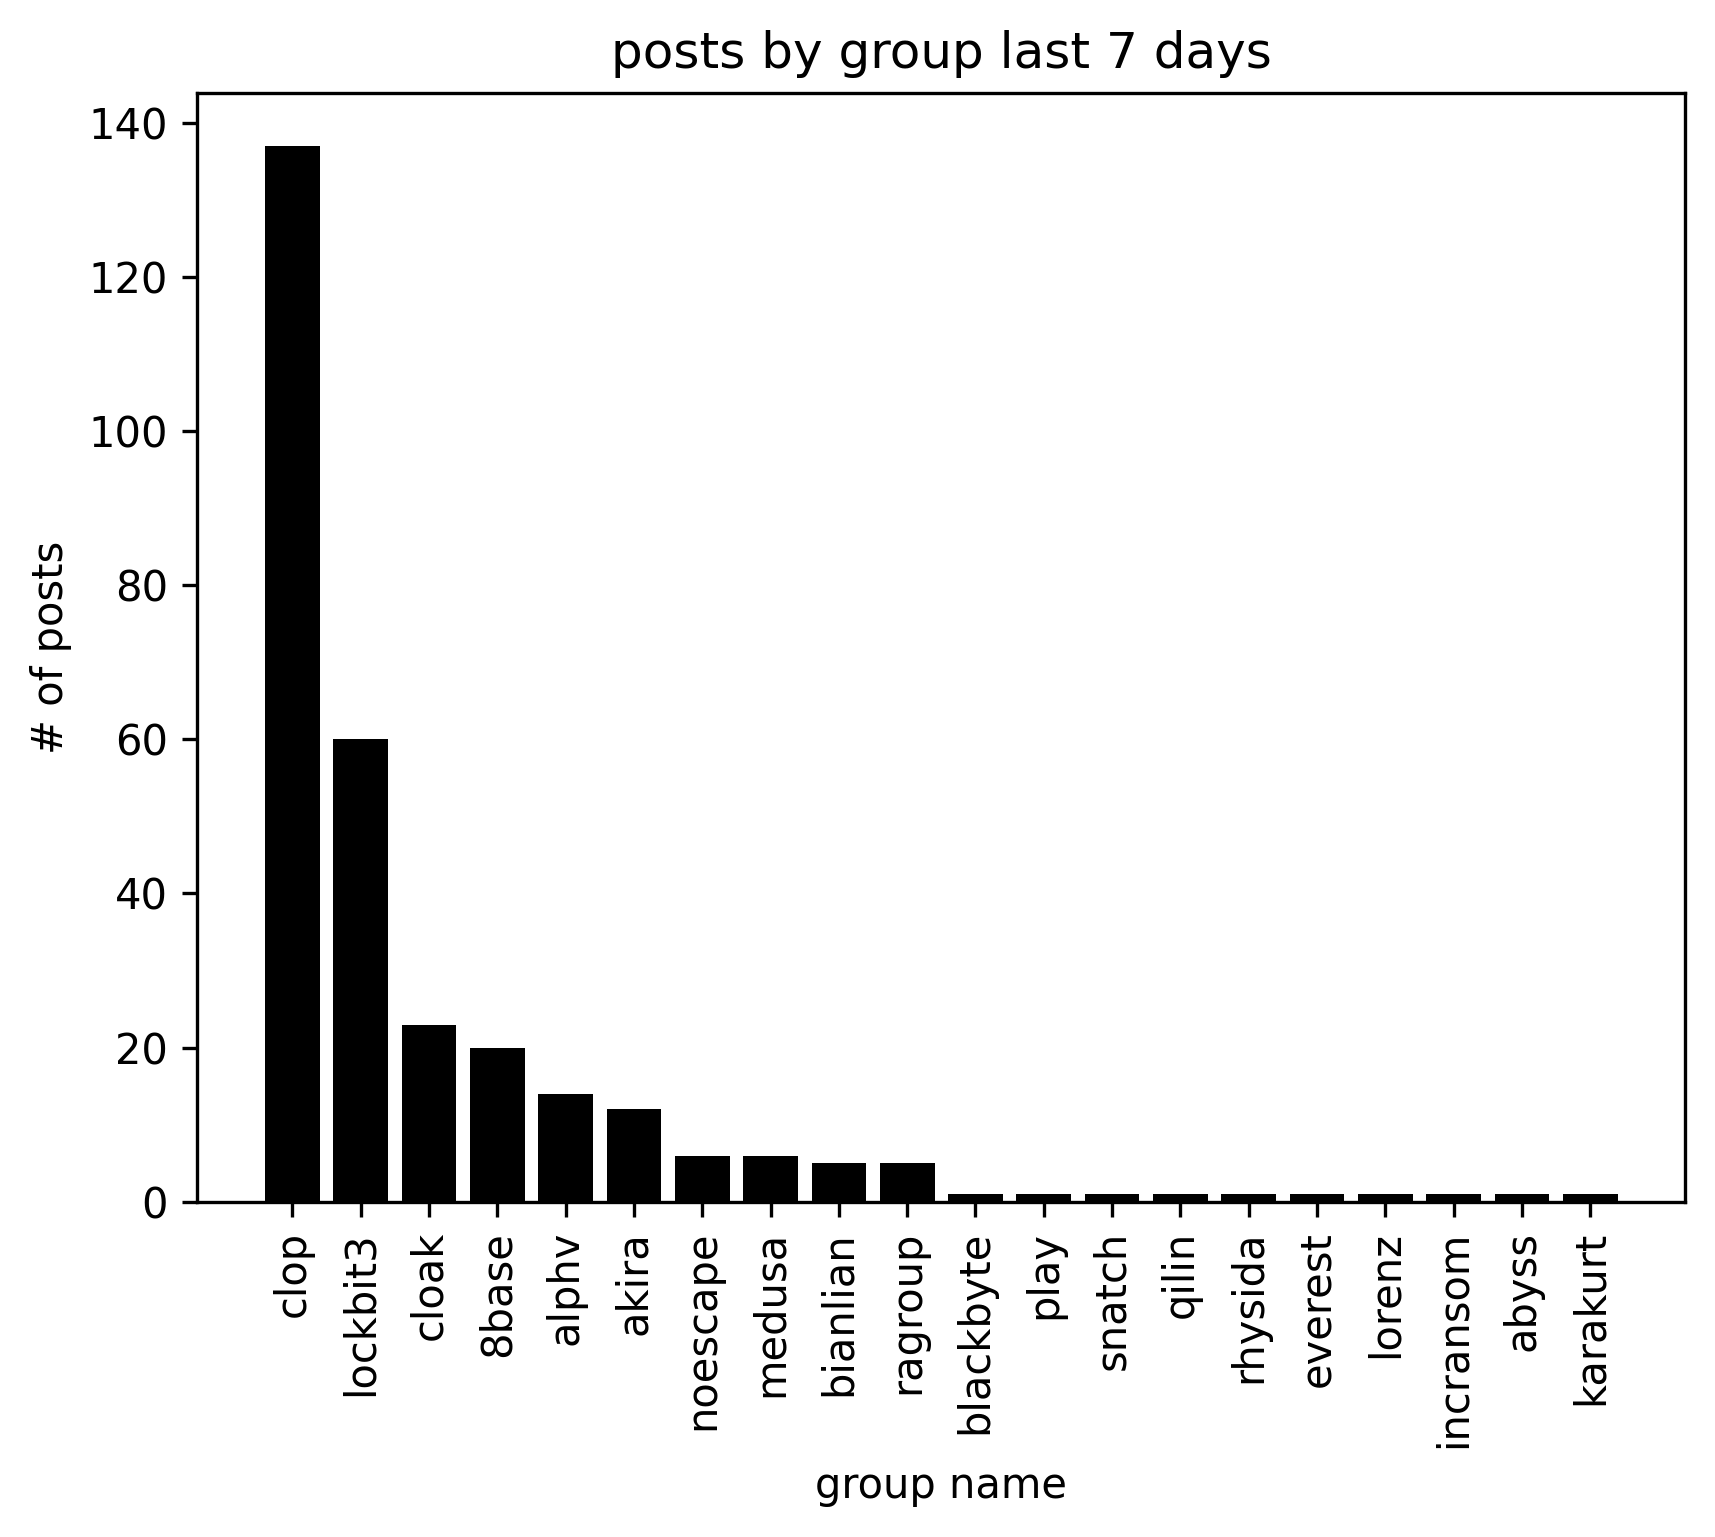 posts by group last 7 days
140
120
100
80
60
40
20
0
# of posts
clop
lockbit3
cloak
8base
alphv
akira
noescape
medusa
bianlian
ragroup
blackbyte
play
snatch
qilin
rhysida
everest
lorenz
incransom
abyss
karakurt
group name